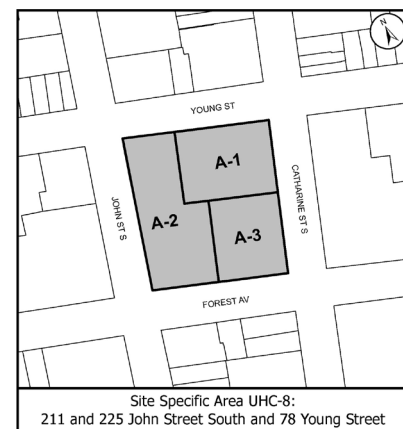 N
YOUNG ST
A-1
JOHN ST S
A-2
CATHARINE ST S
A-3
FOREST AV
Site Specific Area UHC-8:
211 and 225 John Street South and 78 Young Street